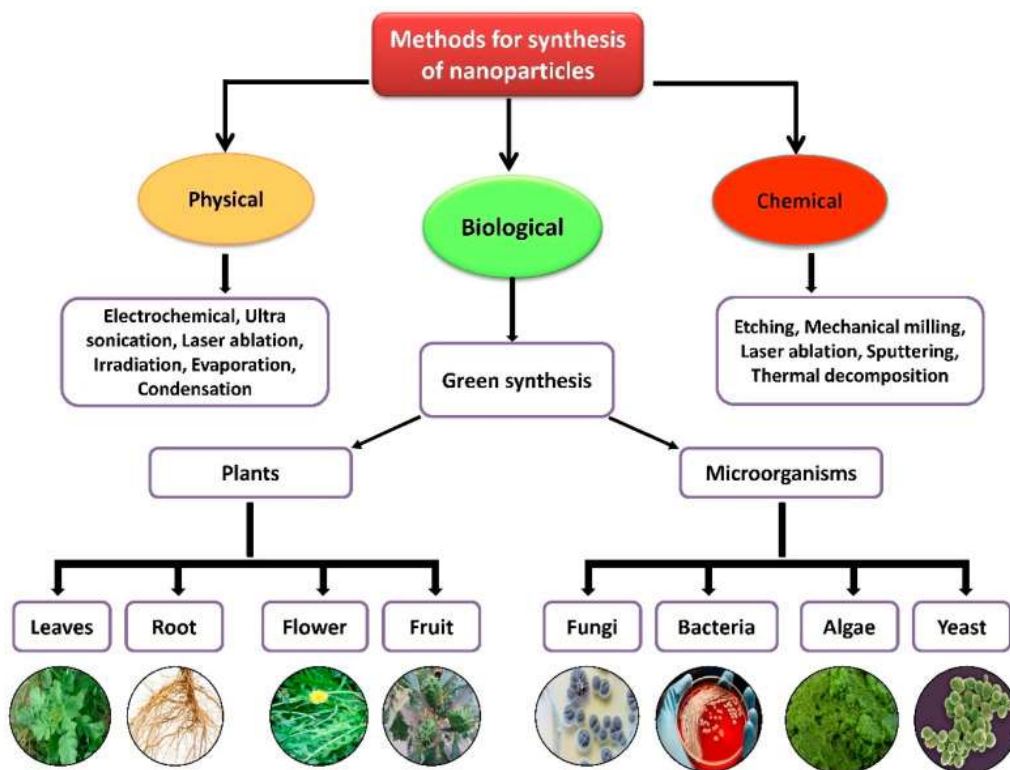 Methods for synthesis
of nanoparticles
Physical
Biological
Chemical
Electrochemical, Ultra
sonication, Laser ablation,
Irradiation, Evaporation,
Condensation
Etching, Mechanical milling,
Laser ablation, Sputtering,
Thermal decomposition
Green synthesis
Plants
Microorganisms
Leaves
Root
Flower
Fruit
Fungi
Bacteria
Algae
Yeast